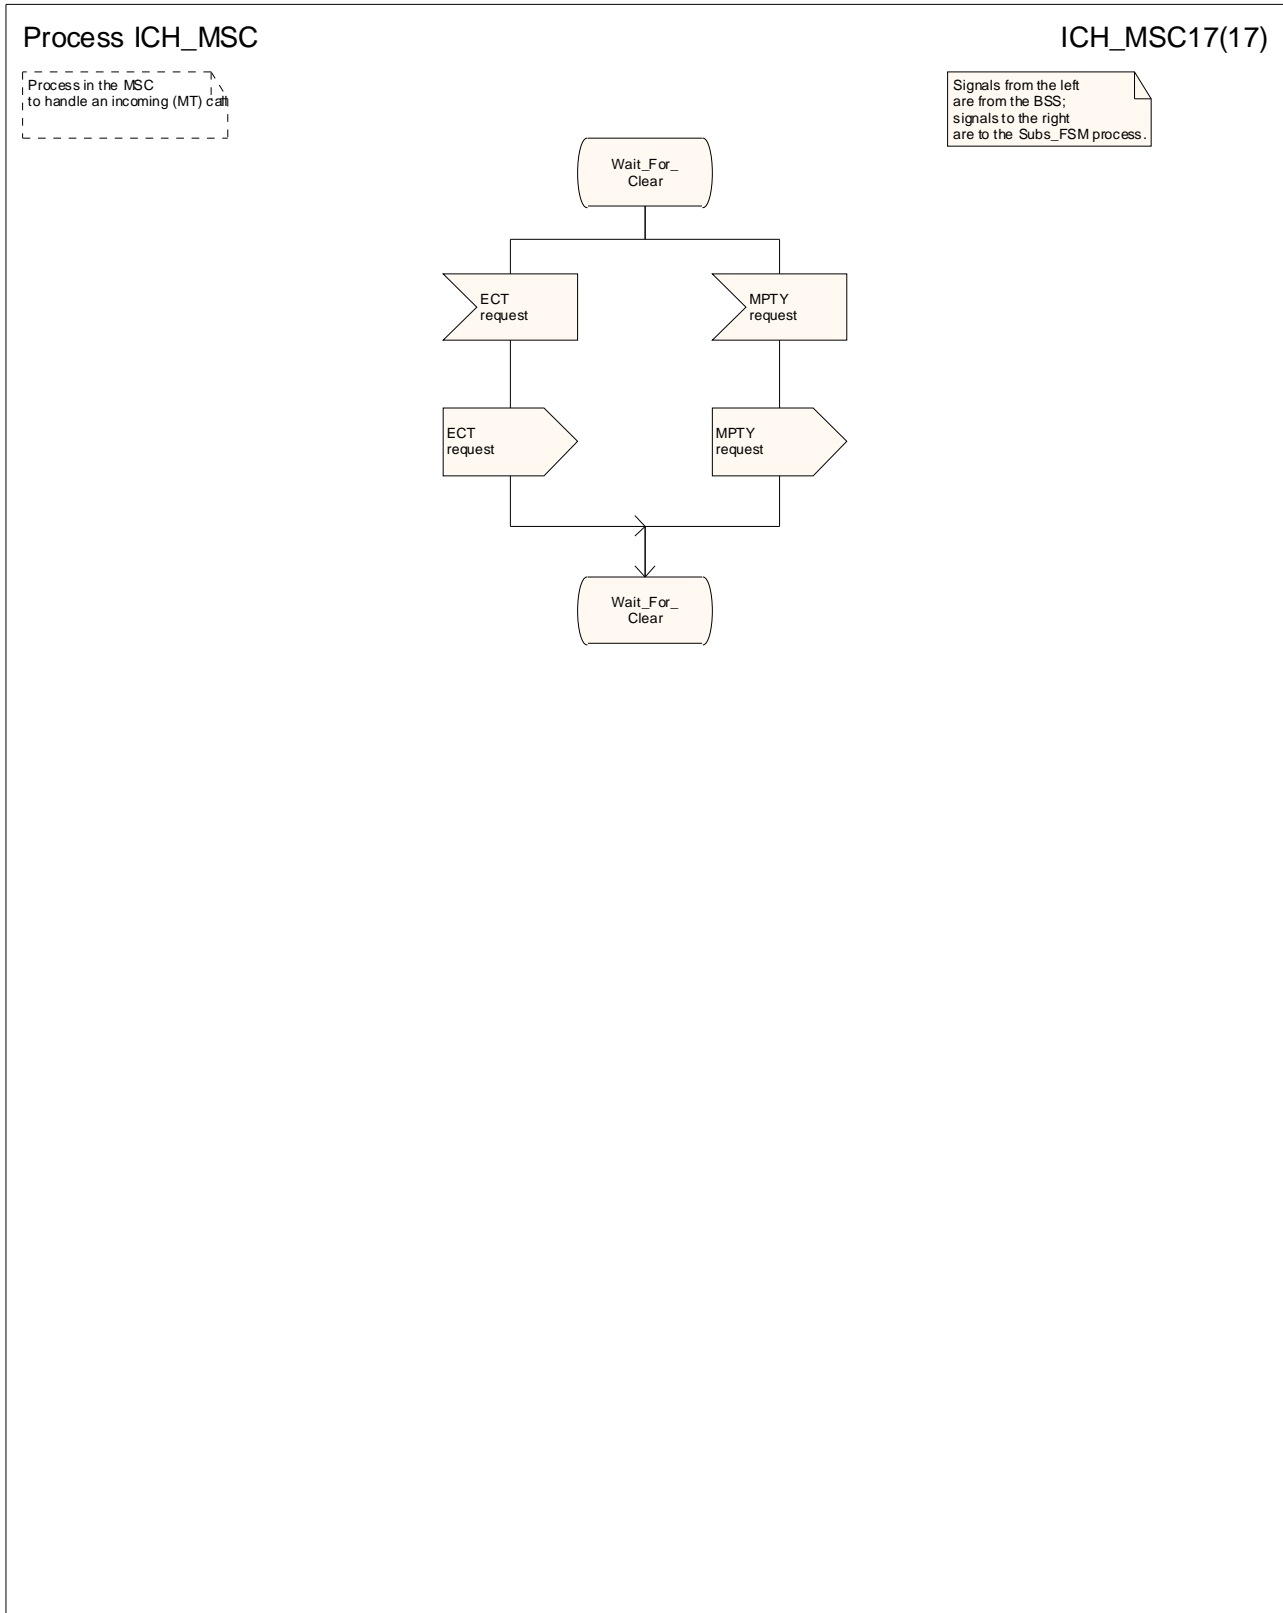 Process ICH_MSC
ICH_MSC17(17)
Process in the MSC
to handle an incoming (MT) call
Signals from the left
are from the BSS;
signals to the right
are to the Subs_FSM process.
Wait_For_
Clear
ECT
request
MPTY
request
ECT
request
MPTY
request
Wait_For_
Clear